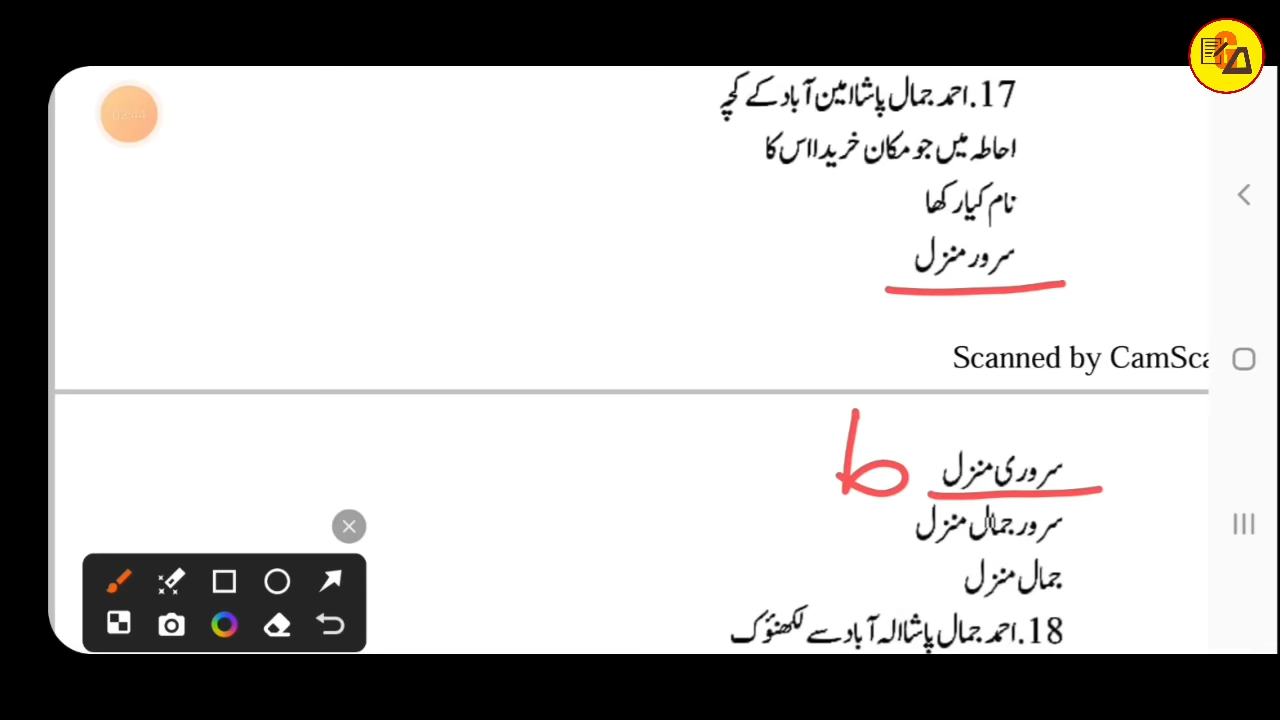 17.احمد جمال پاشا امین آباد کے کچہ
احاطہ میں جو مکان خریدا اس کا
نام کیا رکھا
سرور منزل
Scanned by CamSca
b
سروری منزل
سرور جمال منزل
جمال منزل
18.احمد جمال پاشا الہ آباد سے لکھنؤ ک